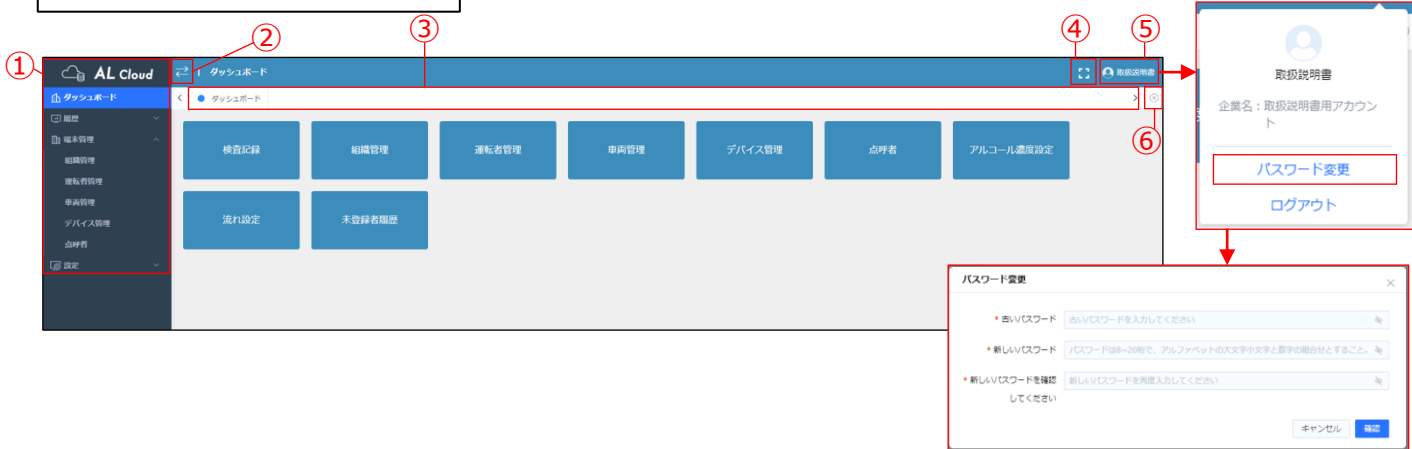 ①
②
③
④
⑤
AL Cloud
ダッシュボード
取扱説明書
ダッシュボード
ダッシュボード
⑥
履歴
端末管理
組織管理
運転者管理
車両管理
デバイス管理
点呼者
設定
検査記録
組織管理
運転者管理
車両管理
デバイス管理
点呼者
アルコール濃度設定
流れ設定
未登録者履歴
取扱説明書
企業名：取扱説明書用アカウン
ト
パスワード変更
ログアウト
パスワード変更
* 古いパスワード
古いパスワードを入力してください
* 新しいパスワード
パスワードは8~20桁で、アルファベットの大文字小文字と数字の組合せとすること。
* 新しいパスワードを確認
してください
新しいパスワードを再度入力してください
キャンセル
確認